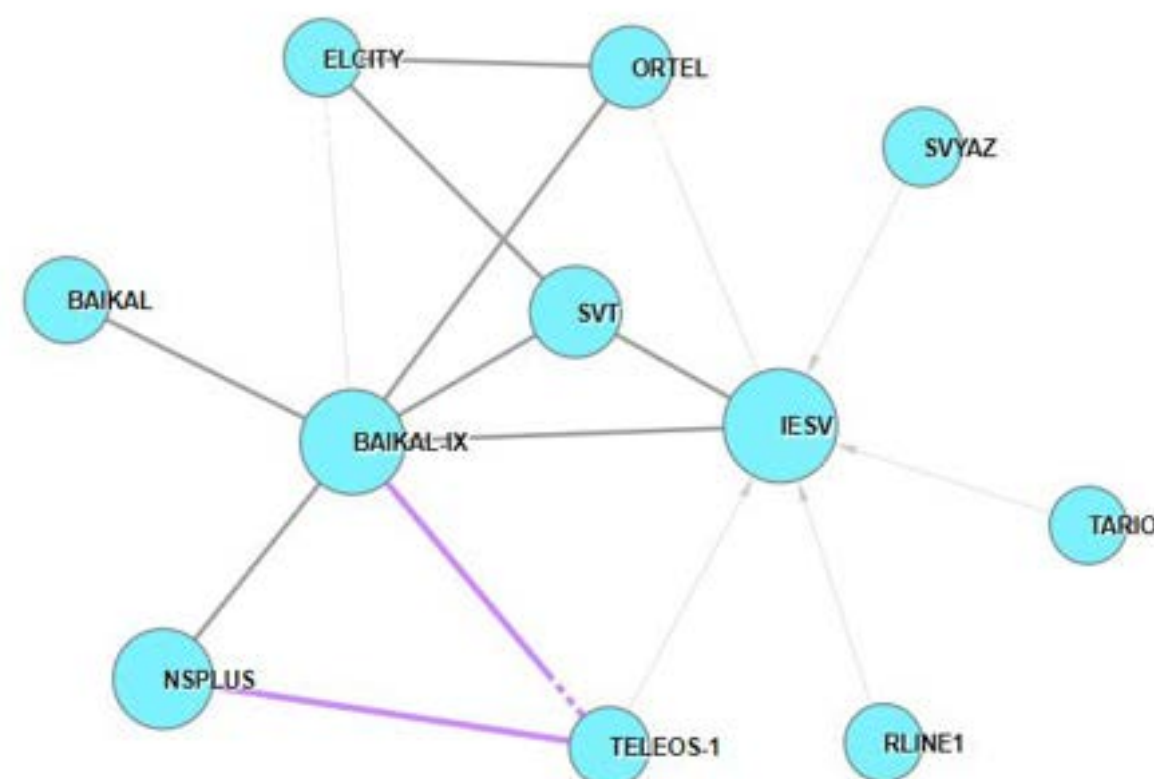 ELCITY
ORTEL
SVYAZ
BAIKAL
SVT
IESV
BAIKAL-IX
TARIO
NSPLUS
TELEOS-1
RLINE1